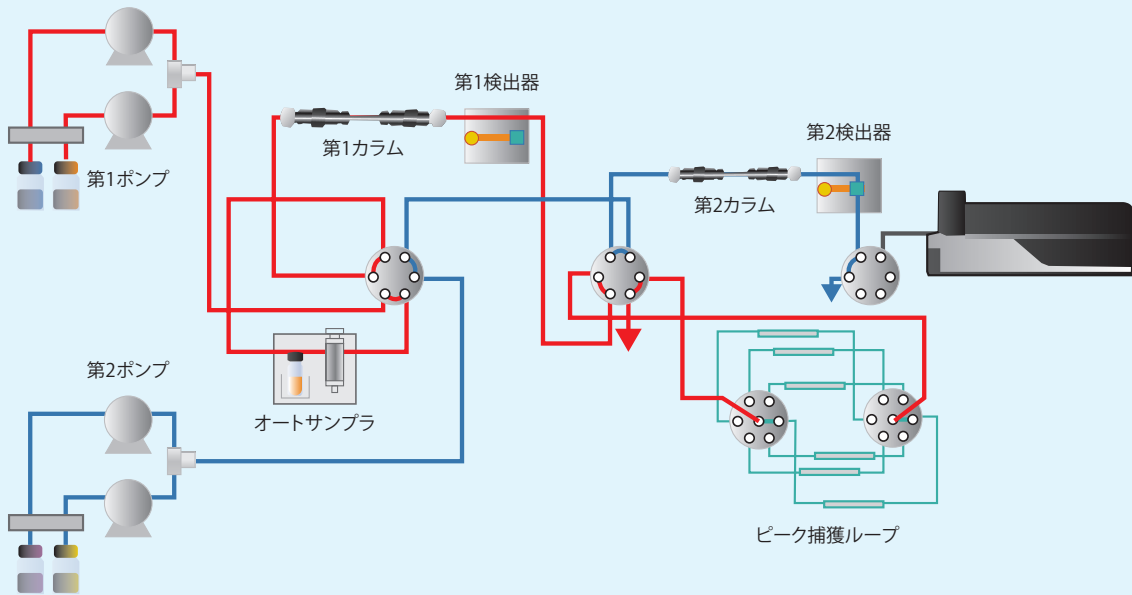 第1検出器
第2検出器
第1カラム
第1ポンプ
第2カラム
第2ポンプ
オートサンプラ
ピーク捕獲ループ